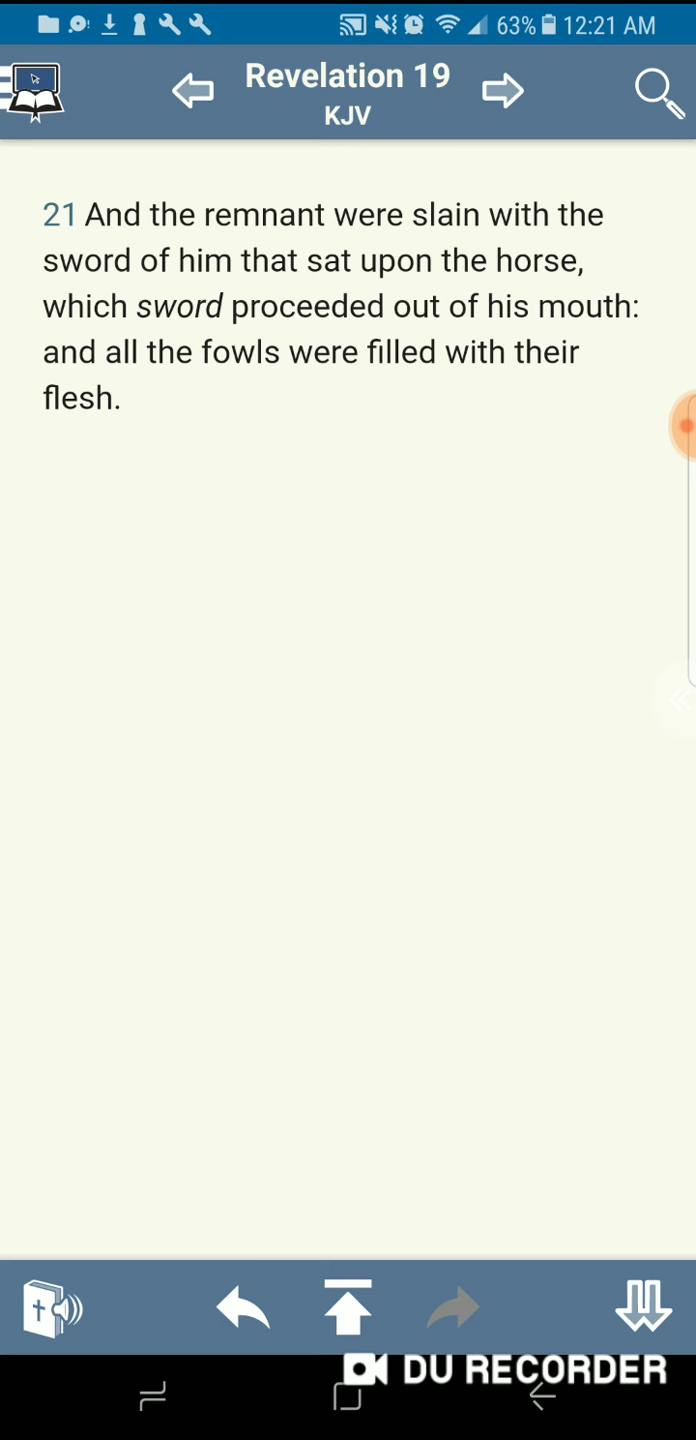 63% 12:21 AM
Revelation 19
KJV
21 And the remnant were slain with the
sword of him that sat upon the horse,
which sword proceeded out of his mouth:
and all the fowls were filled with their
flesh.
DU RECORDER